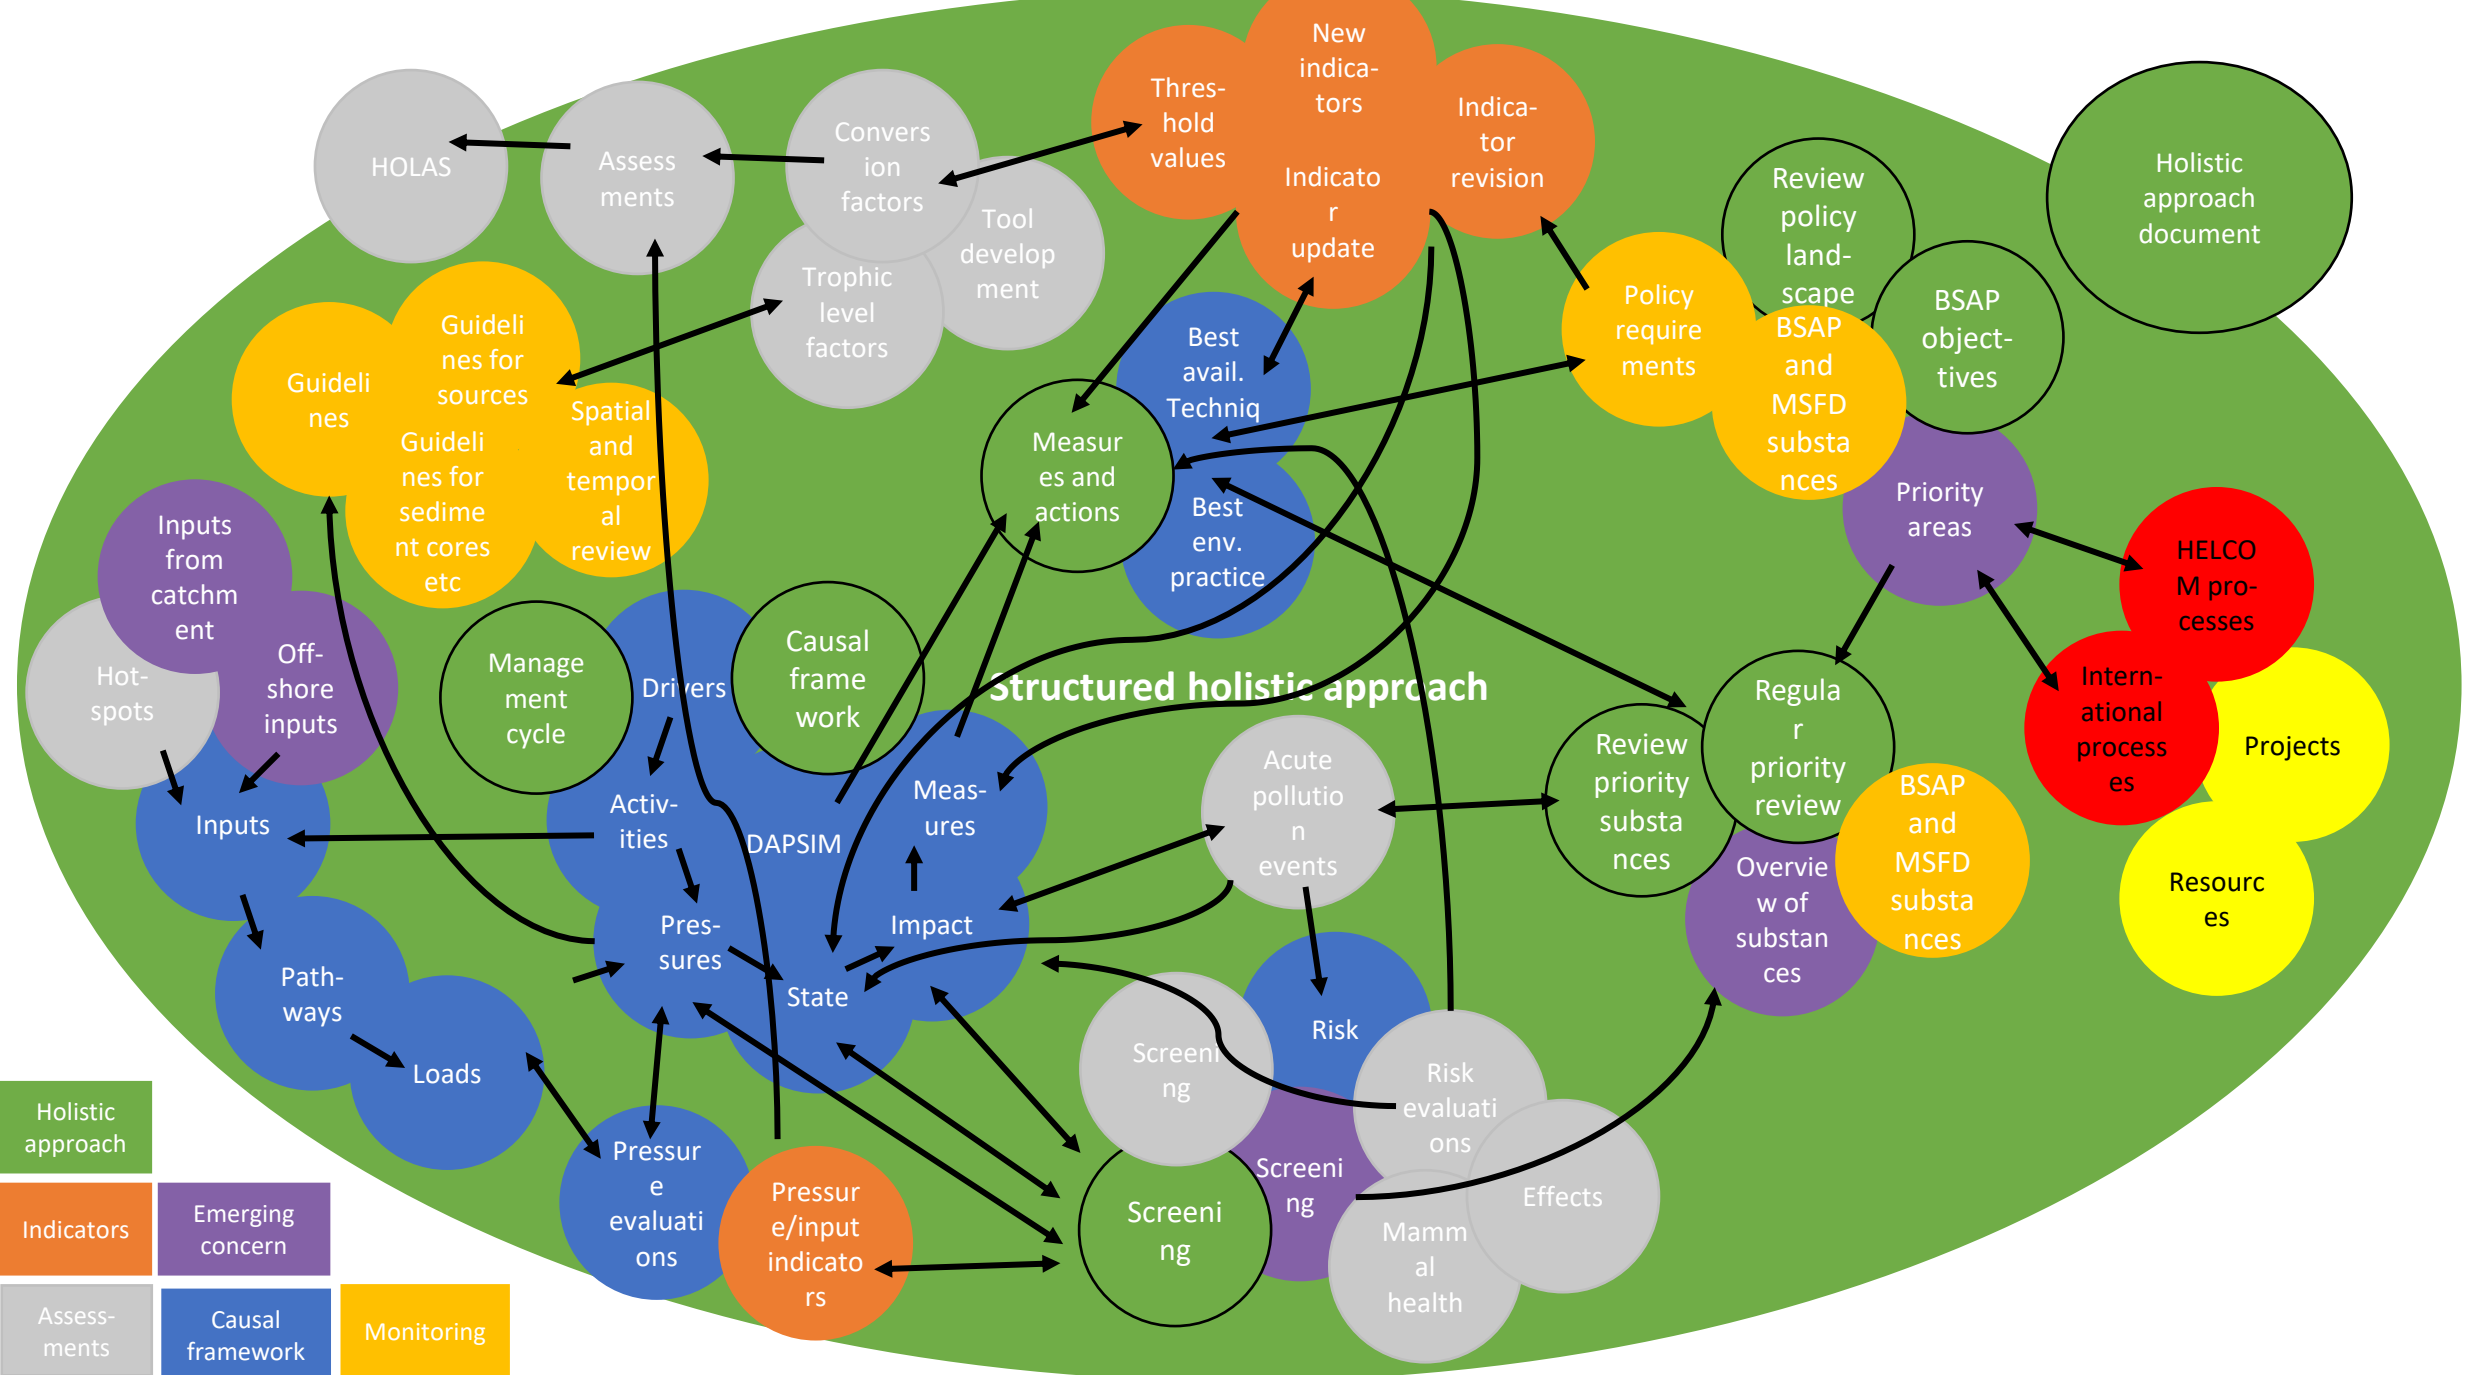 New
indica-
tors
Thres-
hold
values
Indica-
tor
revision
Indicato
r
update
HOLAS
Assess
ments
Convers
ion
factors
Tool
develop
ment
Trophic
level
factors
Review
policy
land-
scape
Holistic
approach
document
BSAP
object-
tives
Policy
require
ments
BSAP
and
MSFD
substa
nces
Priority
areas
Guideli
nes
Guideli
nes for
sources
Guideli
nes for
sedime
nt cores
etc
Spatial
and
tempor
al
review
Best
avail.
Techniq
Measur
es and
actions
Best
env.
practice
HELCO
M pro-
cesses
Intern-
ational
process
es
Projects
Resourc
es
Inputs
from
catchm
ent
Hot-
spots
Off-
shore
inputs
Manage
ment
cycle
Drivers
Causal
frame
work
Structured holistic approach
Regula
r
priority
review
Review
priority
substa
nces
BSAP
and
MSFD
substa
nces
Overvie
w of
substan
ces
Acute
pollutio
n
events
Inputs
Activ-
ities
DAPSIM
Meas-
ures
Pres-
sures
Impact
State
Path-
ways
Loads
Screeni
ng
Risk
Risk
evaluati
ons
Effects
Mamm
al
health
Screeni
ng
Screeni
ng
Pressur
e
evaluati
ons
Pressur
e/input
indicato
rs
Holistic
approach
Indicators
Emerging
concern
Assess-
ments
Causal
framework
Monitoring